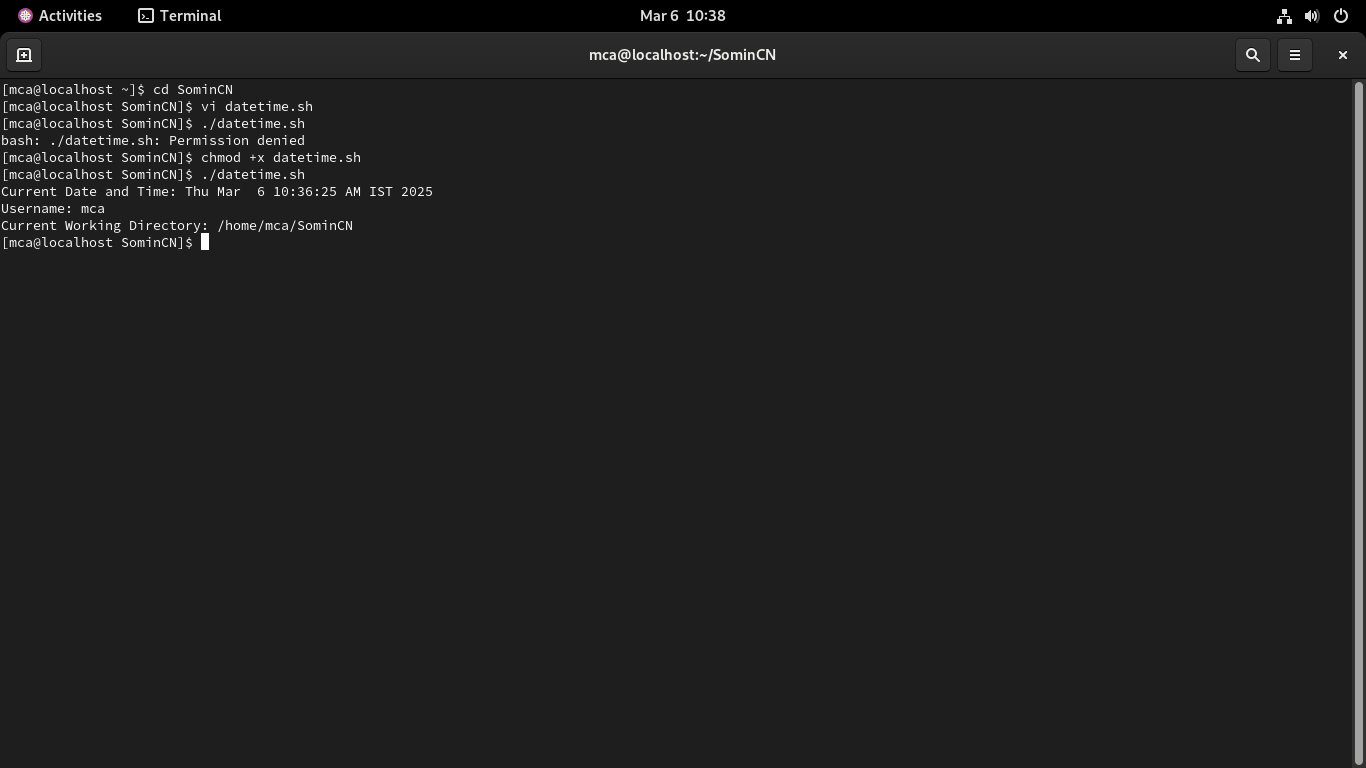 Activities Terminal Mar 6 10:38
mca@localhost:~/SominCN
[mca@localhost ~]$ cd SominCN
[mca@localhost SominCN]$ vi datetime.sh
[mca@localhost SominCN]$ ./datetime.sh
bash: ./datetime.sh: Permission denied
[mca@localhost SominCN]$ chmod +x datetime.sh
[mca@localhost SominCN]$ ./datetime.sh
Current Date and Time: Thu Mar  6 10:36:25 AM IST 2025
Username: mca
Current Working Directory: /home/mca/SominCN
[mca@localhost SominCN]$